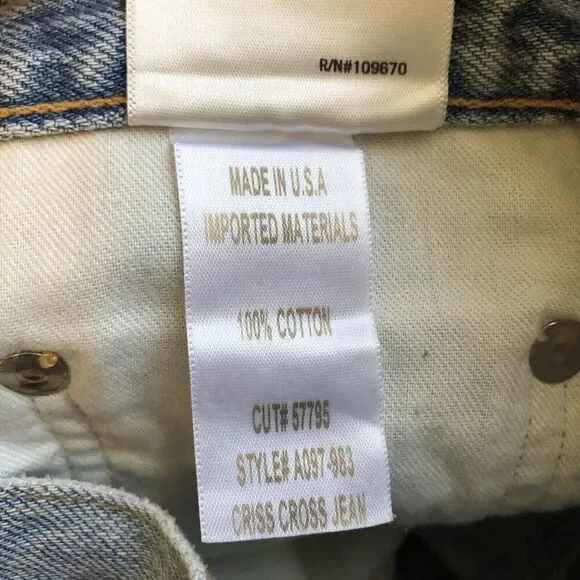 R/N#109670
MADE IN U.S.A
IMPORTED MATERIALS
100% COTTON
CUT# 57795
STYLE# A097-983
CRISS CROSS JEAN